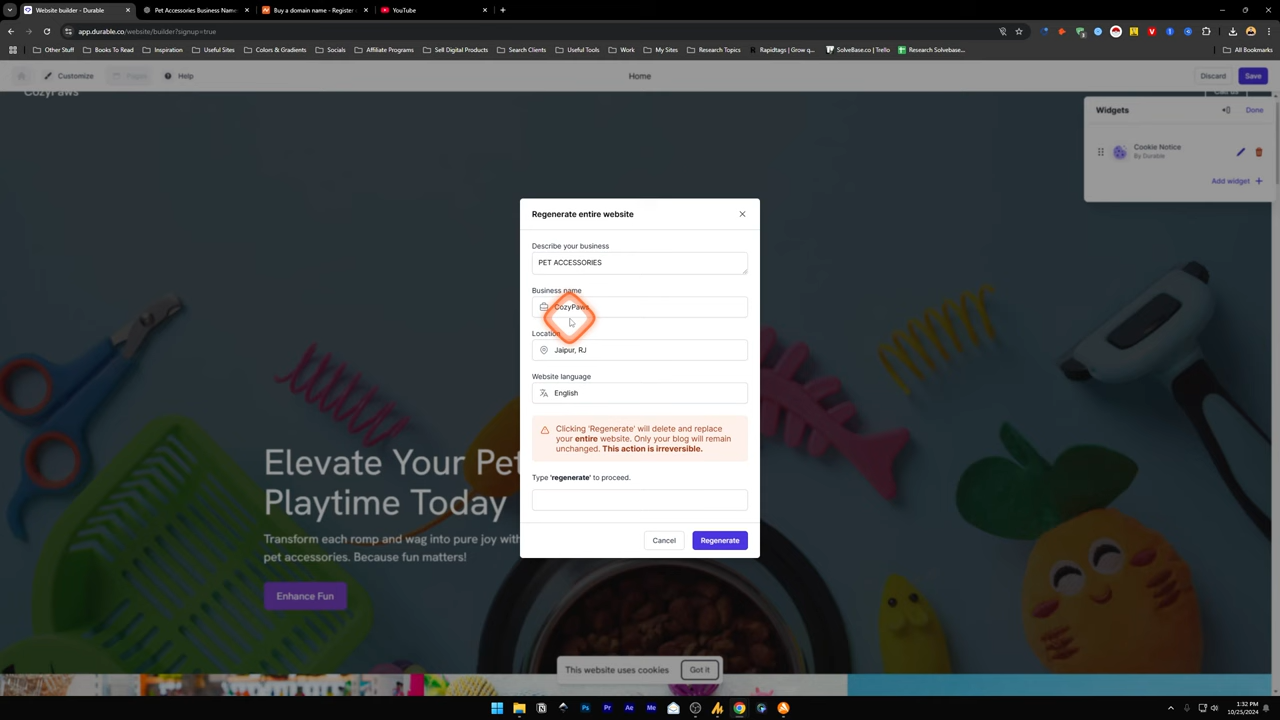 Website builder - Durable
Pet Accessories Business Name
Buy a domain name - Register
YouTube
app.durable.co/website/builder?signup=true
Other Stuff
Books To Read
Inspiration
Useful Sites
Colors & Gradients
Socials
Affiliate Programs
Sell Digital Products
Search Clients
Useful Tools
Work
My Sites
Research Topics
Rapidtags | Grow q...
SolveBase.co | Trello
Research Solvebase...
All Bookmarks
Customize
Pages
Help
Home
Discard
Save
CozyPaws
Call us
Widgets
Done
Cookie Notice
By Durable
Add widget
Regenerate entire website
Describe your business
PET ACCESSORIES
Business name
CozyPaws
Location
Jaipur, RJ
Website language
English
Clicking 'Regenerate' will delete and replace
your entire website. Only your blog will remain
unchanged. This action is irreversible.
Type 'regenerate' to proceed.
Cancel
Regenerate
Elevate Your Pet
Playtime Today
Transform each romp and wag into pure joy with
pet accessories. Because fun matters!
Enhance Fun
This website uses cookies
Got it
Ps
Pr
Ae
Me
1:32 PM
10/25/2024